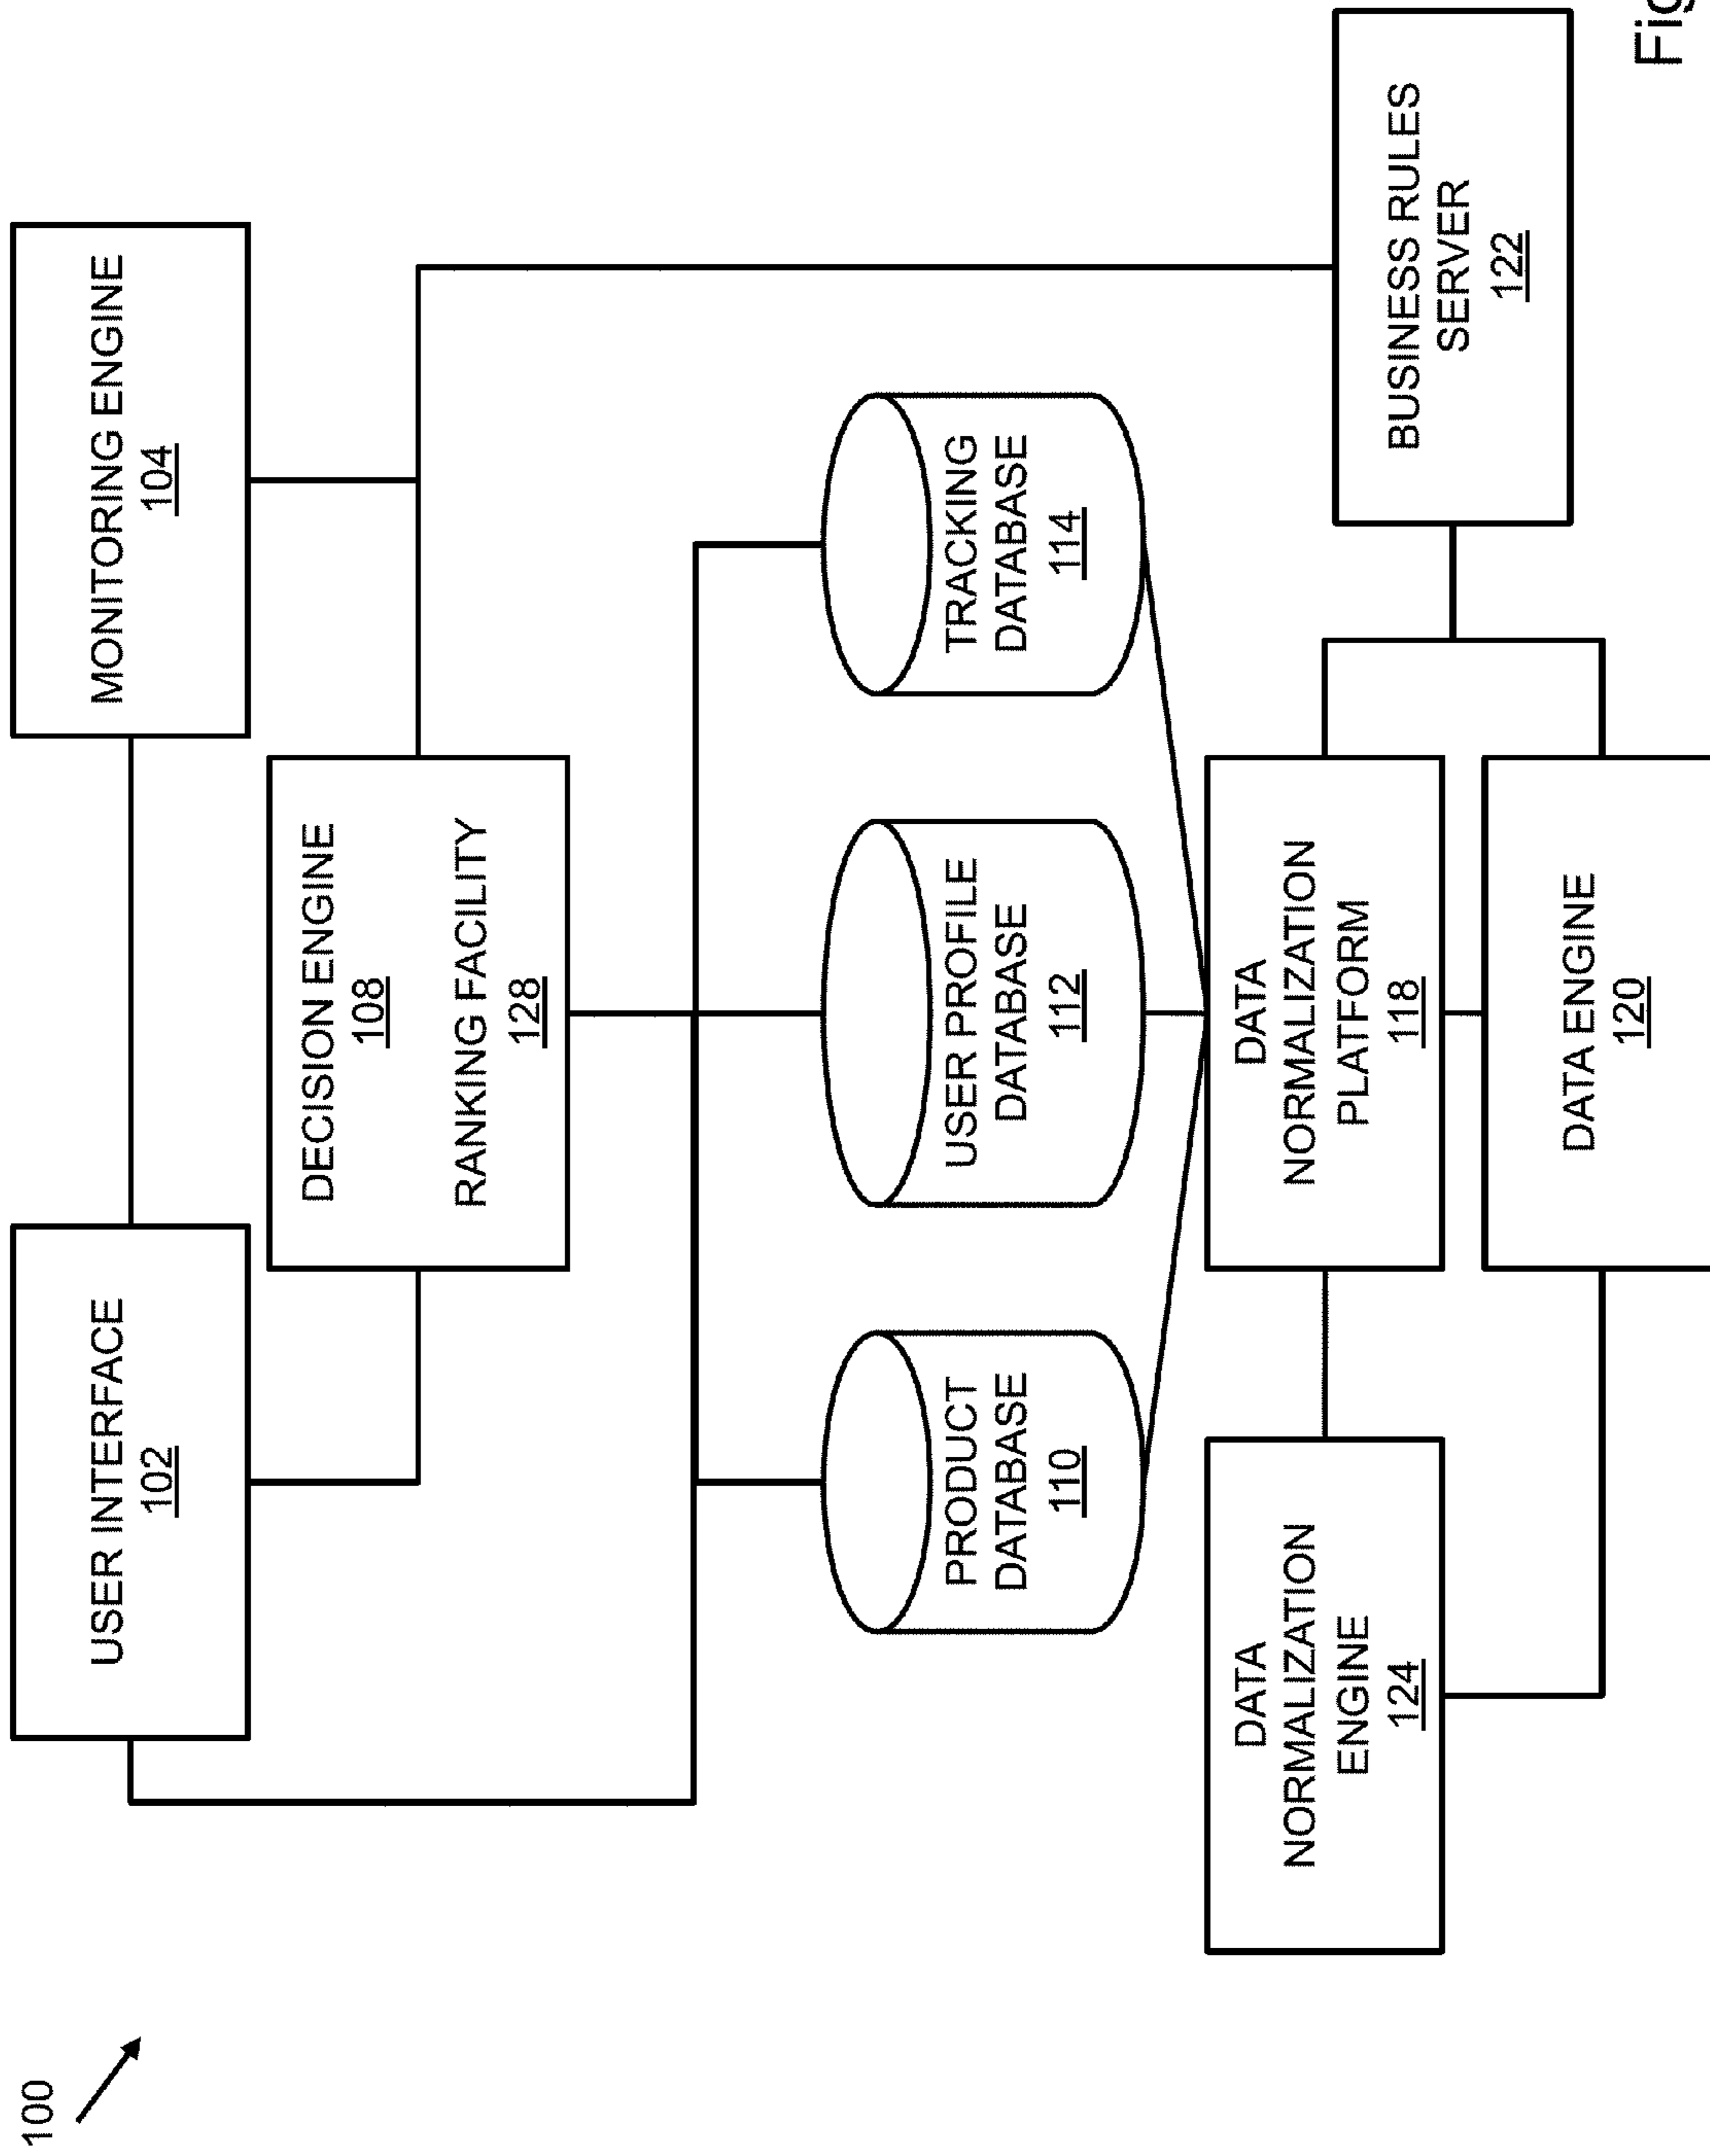 100
USER INTERFACE
102
MONITORING ENGINE
104
DECISION ENGINE
108
RANKING FACILITY
128
PRODUCT
DATABASE
110
USER PROFILE
DATABASE
112
TRACKING
DATABASE
114
DATA
NORMALIZATION
ENGINE
124
DATA
NORMALIZATION
PLATFORM
118
BUSINESS RULES
SERVER
122
DATA ENGINE
120